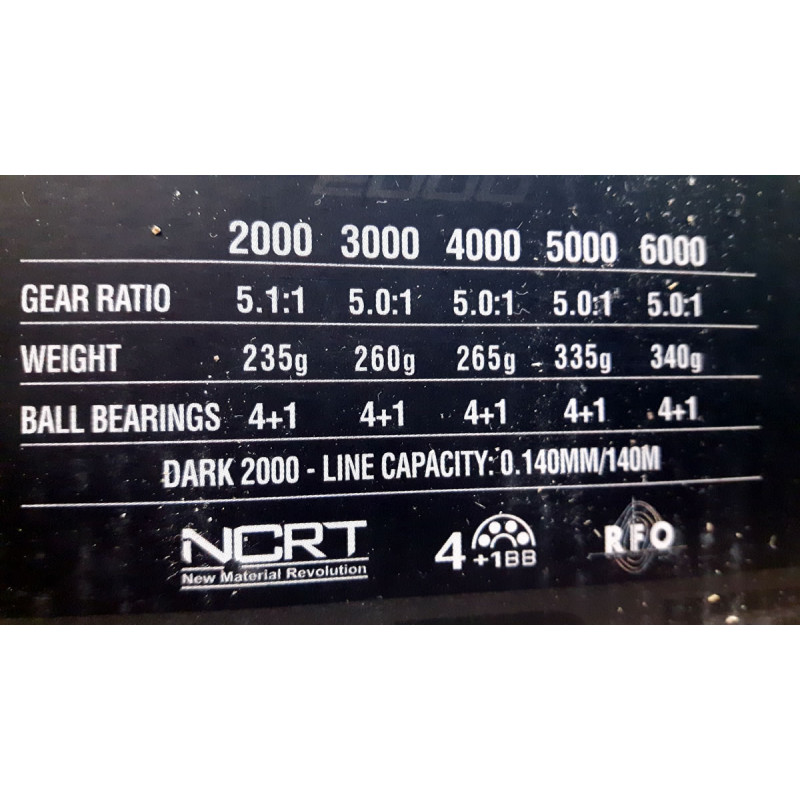 2000
2000 3000 4000 5000 6000
GEAR RATIO 5.1:1 5.0:1 5.0:1 5.0:1 5.0:1
WEIGHT 235g 260g 265g 335g 340g
BALL BEARINGS 4+1 4+1 4+1 4+1 4+1
DARK 2000 - LINE CAPACITY: 0.140MM/140M
NCRT 4 +1BB RFO
New Material Revolution